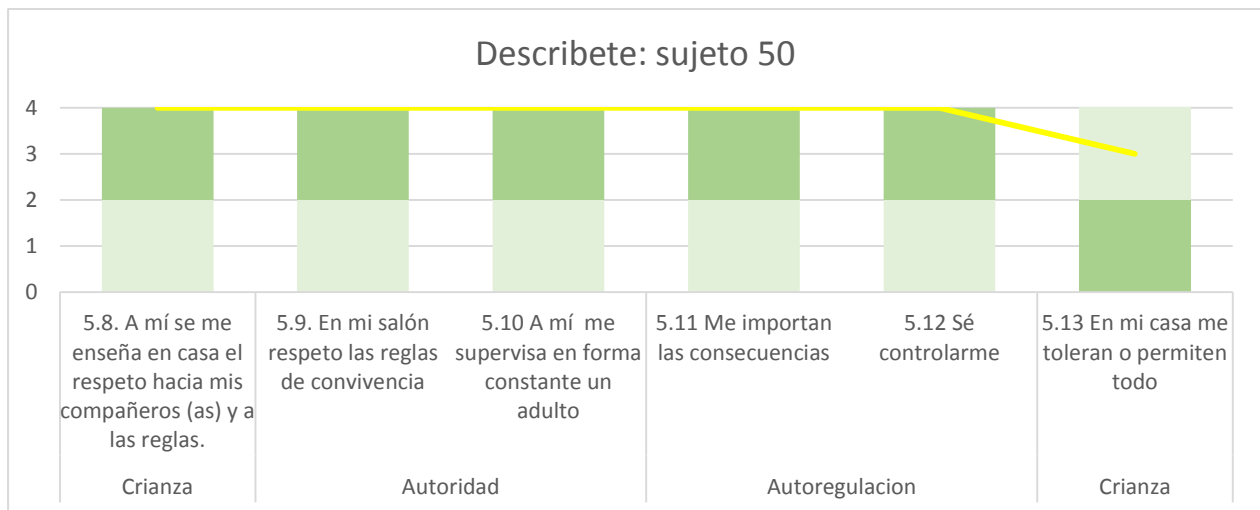 Describete: sujeto 50
4
3
2
1
0
5.8. A mí se me
enseña en casa el
respeto hacia mis
compañeros (as) y a
las reglas.
5.9. En mi salón
respeto las reglas
de convivencia
5.10 A mí  me
supervisa en forma
constante un
adulto
5.11 Me importan
las consecuencias
5.12 Sé
controlarme
5.13 En mi casa me
toleran o permiten
todo
Crianza
Autoridad
Autoregulacion
Crianza